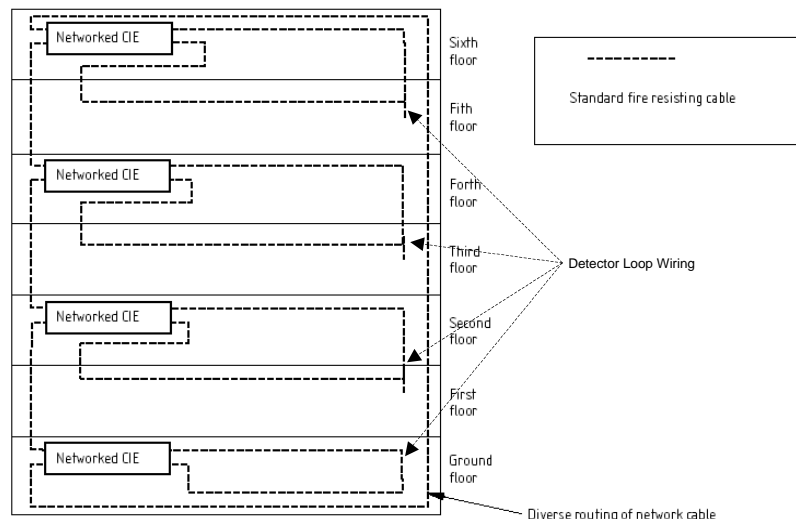 Networked CIE
Sixth
floor
Standard fire resisting cable
Fith
floor
Networked CIE
Forth
floor
Third
floor
Detector Loop Wiring
Networked CIE
Second
floor
First
floor
Networked CIE
Ground
floor
Diverse routing of network cable